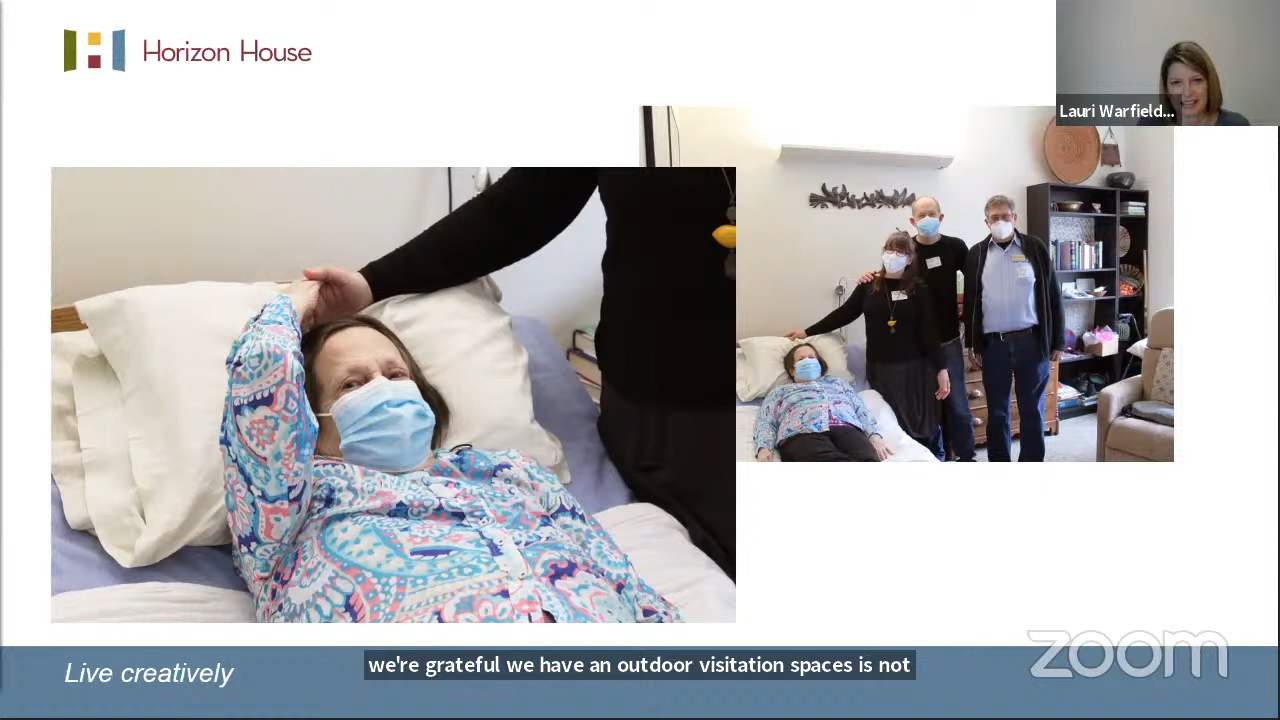 Horizon House
Lauri Warfield...
Live creatively
we're grateful we have an outdoor visitation spaces is not
zoom